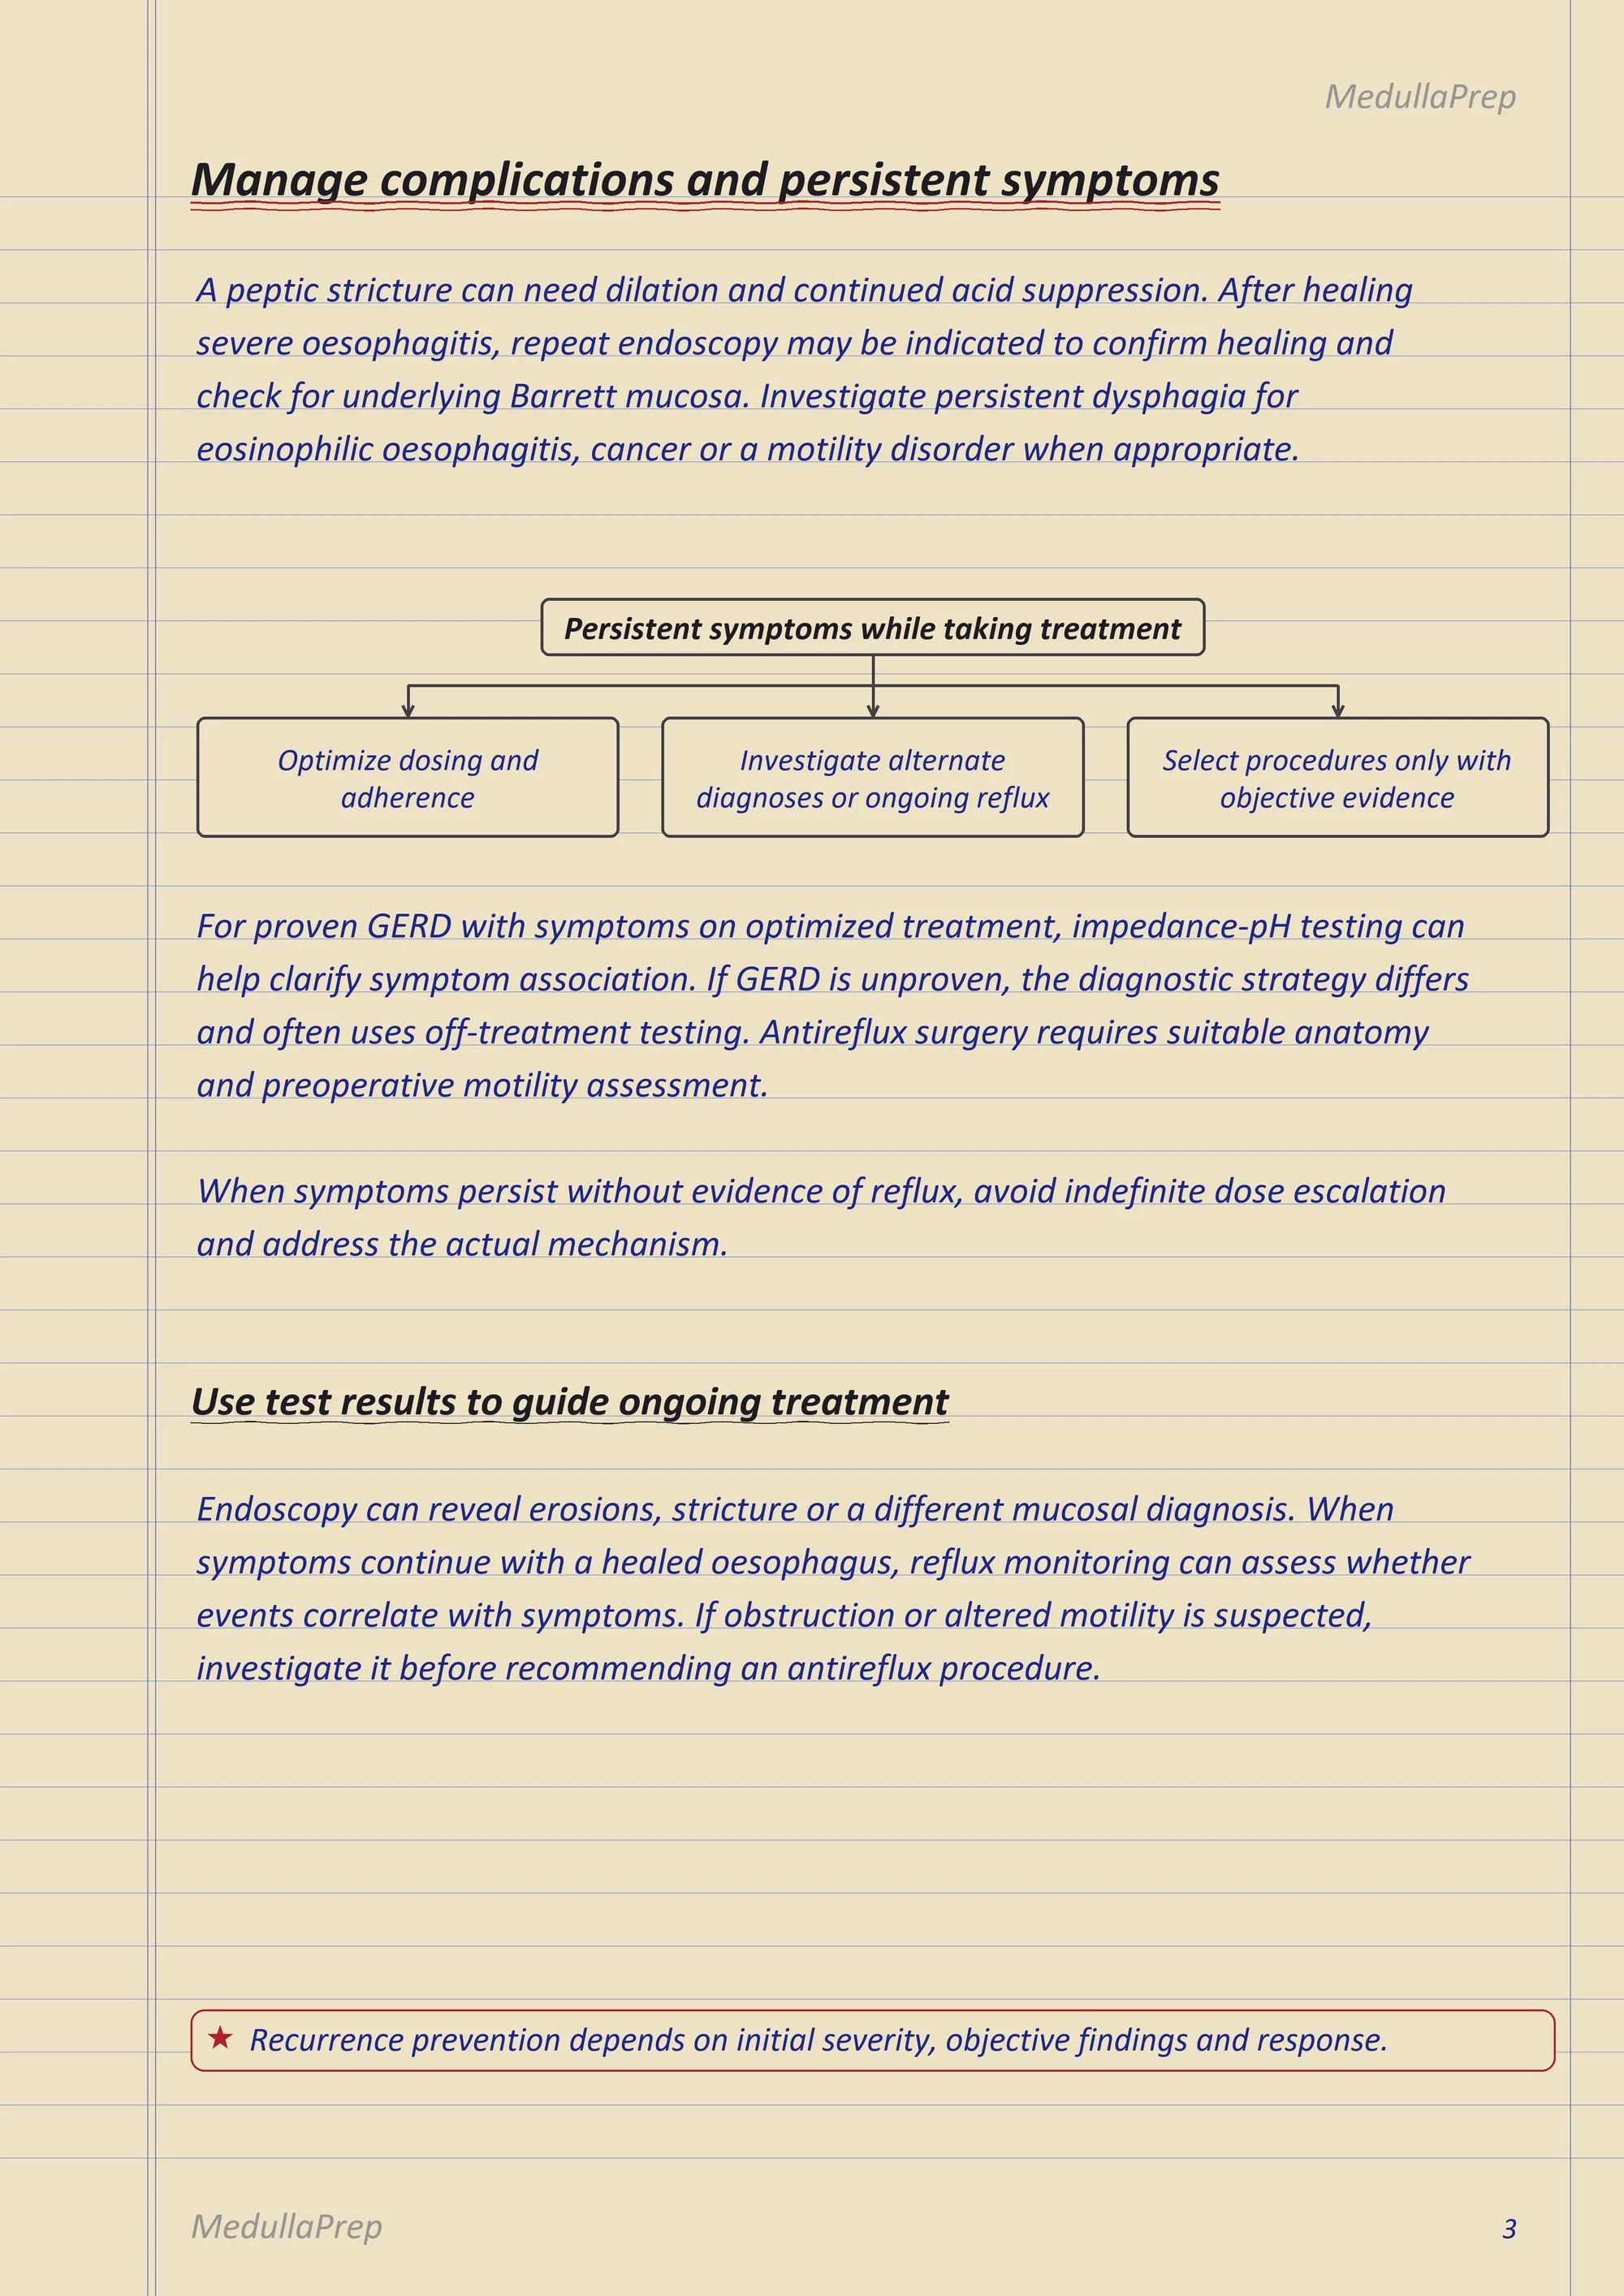 MedullaPrep
Manage complications and persistent symptoms
A peptic stricture can need dilation and continued acid suppression. After healing
severe oesophagitis, repeat endoscopy may be indicated to confirm healing and
check for underlying Barrett mucosa. Investigate persistent dysphagia for
eosinophilic oesophagitis, cancer or a motility disorder when appropriate.
Persistent symptoms while taking treatment
Optimize dosing and
adherence
Investigate alternate
diagnoses or ongoing reflux
Select procedures only with
objective evidence
For proven GERD with symptoms on optimized treatment, impedance-pH testing can
help clarify symptom association. If GERD is unproven, the diagnostic strategy differs
and often uses off-treatment testing. Antireflux surgery requires suitable anatomy
and preoperative motility assessment.
When symptoms persist without evidence of reflux, avoid indefinite dose escalation
and address the actual mechanism.
Use test results to guide ongoing treatment
Endoscopy can reveal erosions, stricture or a different mucosal diagnosis. When
symptoms continue with a healed oesophagus, reflux monitoring can assess whether
events correlate with symptoms. If obstruction or altered motility is suspected,
investigate it before recommending an antireflux procedure.
★ Recurrence prevention depends on initial severity, objective findings and response.
MedullaPrep
3